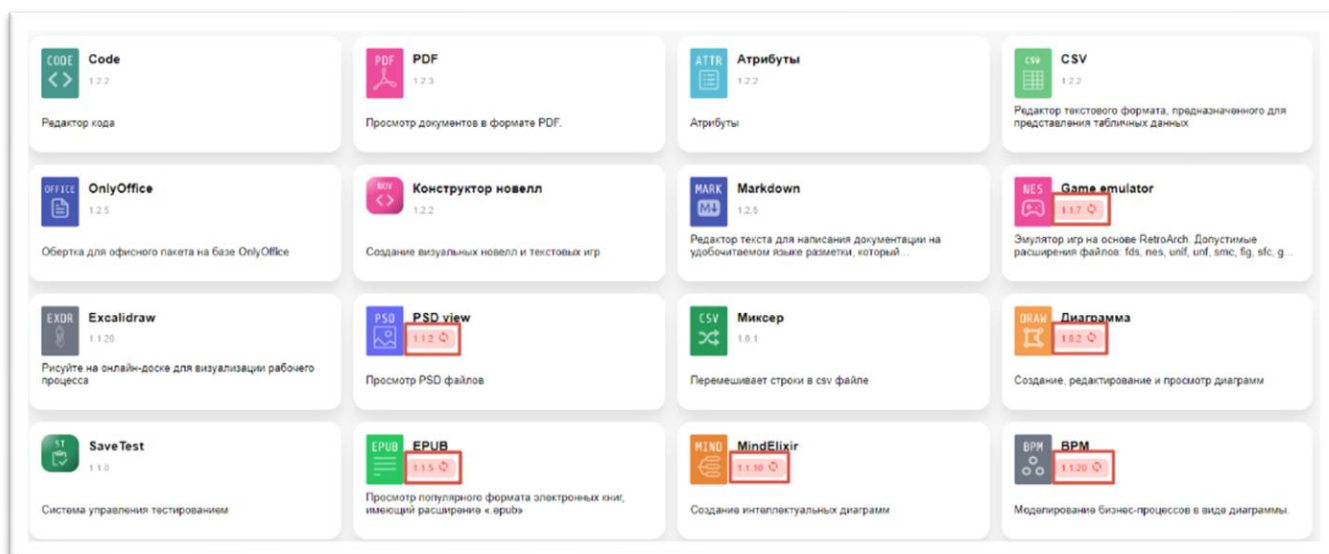 CODE
Code
1.2.2
Редактор кода
PDF
PDF
1.2.3
Просмотр документов в формате PDF.
ATTR
Атрибуты
1.2.2
Атрибуты
CSV
CSV
1.2.2
Редактор текстового формата, предназначенного для
представления табличных данных
OFFICE
OnlyOffice
1.2.5
Обертка для офисного пакета на базе OnlyOffice
NOV
Конструктор новелл
1.2.2
Создание визуальных новелл и текстовых игр
MARK
Markdown
M↓
1.2.5
Редактор текста для написания документации на
удобочитаемом языке разметки, который...
NES
Game emulator
1.1.7
Эмулятор игр на основе RetroArch. Допустимые
расширения файлов: fds, nes, unif, unf, smc, fig, sfc, g...
EXDR
Excalidraw
1.1.20
Рисуйте на онлайн-доске для визуализации рабочего
процесса
PSD
PSD view
1.1.2
Просмотр PSD файлов
CSV
Миксер
1.0.1
Перемешивает строки в csv файле
DRAW
Диаграмма
1.0.2
Создание, редактирование и просмотр диаграмм
ST
SaveTest
Система управления тестированием
EPUB
EPUB
1.1.5
Просмотр популярного формата электронных книг,
имеющий расширение «.epub»
MIND
MindElixir
1.1.10
Создание интеллектуальных диаграмм
BPM
BPM
1.1.20
Моделирование бизнес-процессов в виде диаграммы.